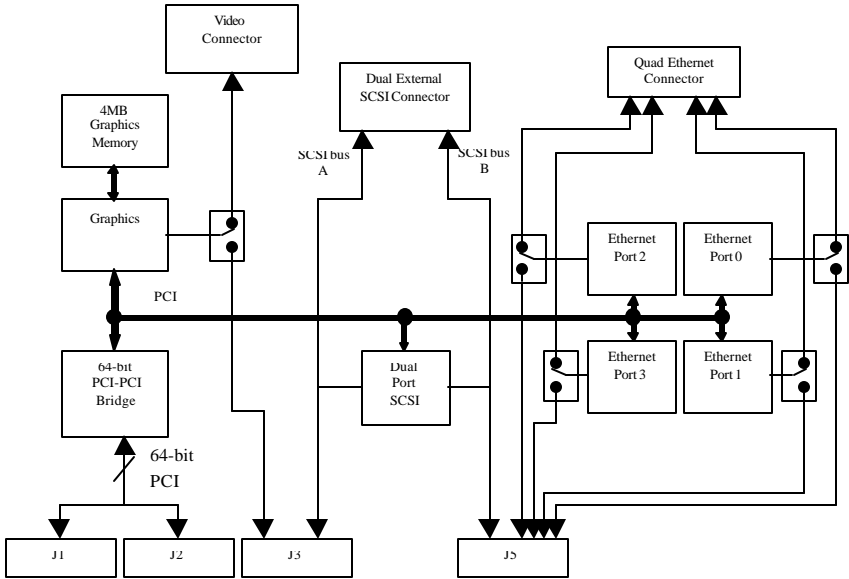 Video
Connector
Dual External
SCSI Connector
Quad Ethernet
Connector
4MB
Graphics
Memory
SCSI bus
A
SCSI bus
B
Graphics
Ethernet
Port 2
Ethernet
Port 0
PCI
64-bit
PCI-PCI
Bridge
Dual
Port
SCSI
Ethernet
Port 3
Ethernet
Port 1
64-bit
PCI
J1
J2
J3
J5